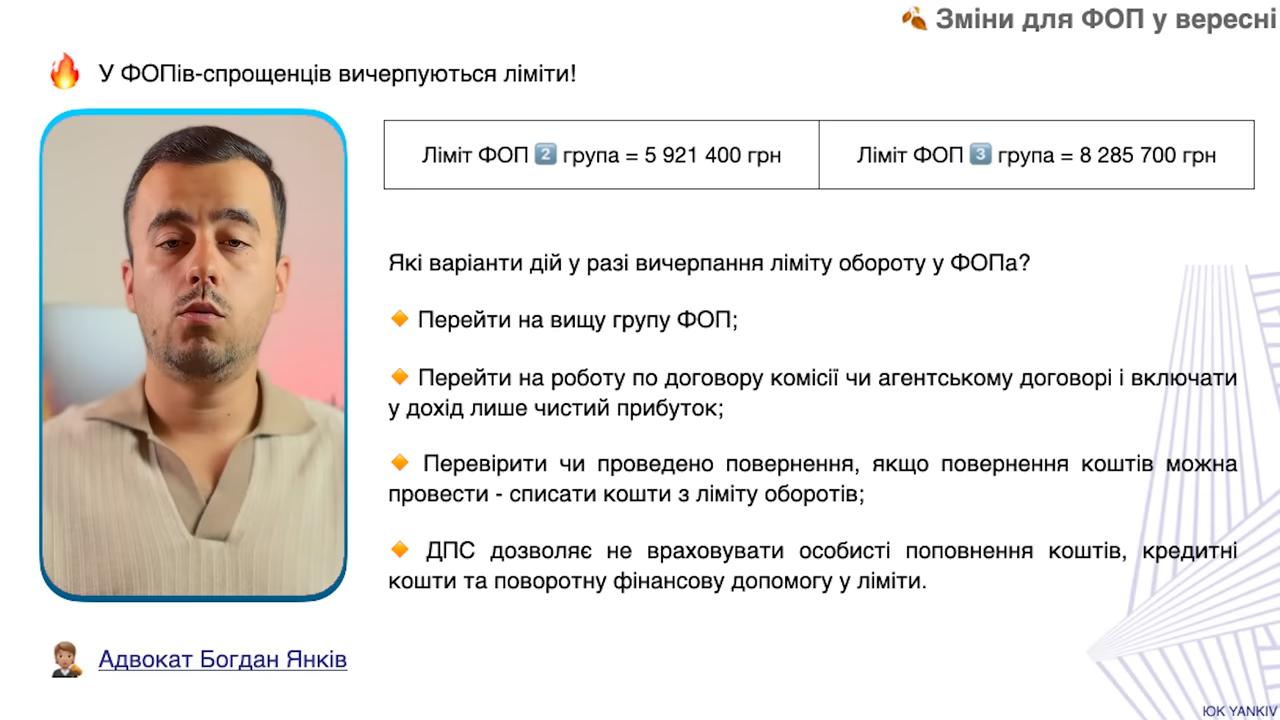 🍂 Зміни для ФОП у вересні
🔥 У ФОПів-спрощенців вичерпуються ліміти!
Ліміт ФОП 2️⃣ група = 5 921 400 грн
Ліміт ФОП 3️⃣ група = 8 285 700 грн
Які варіанти дій у разі вичерпання ліміту обороту у ФОПа?
🔸 Перейти на вищу групу ФОП;
🔸 Перейти на роботу по договору комісії чи агентському договорі і включати
у дохід лише чистий прибуток;
🔸 Перевірити чи проведено повернення, якщо повернення коштів можна
провести - списати кошти з ліміту оборотів;
🔸 ДПС дозволяє не враховувати особисті поповнення коштів, кредитні
кошти та поворотну фінансову допомогу у ліміти.
Адвокат Богдан Янків
ЮК YANKIV